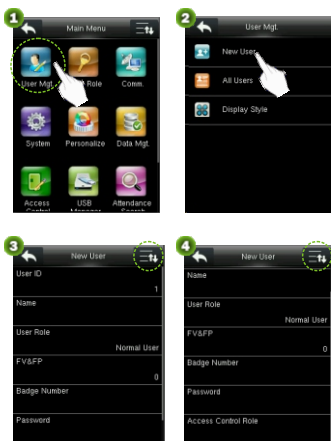 1
Main Menu
User Mgt.
Role
Comm.
System
Personalize
Data Mgt.
Access
Control
USB
Manager
Attendance
Search
2
User Mgt.
New User
All Users
Display Style
3
New User
User ID
1
Name
User Role
Normal User
FV&FP
0
Badge Number
Password
4
New User
Name
User Role
Normal User
FV&FP
0
Badge Number
Password
Access Control Role